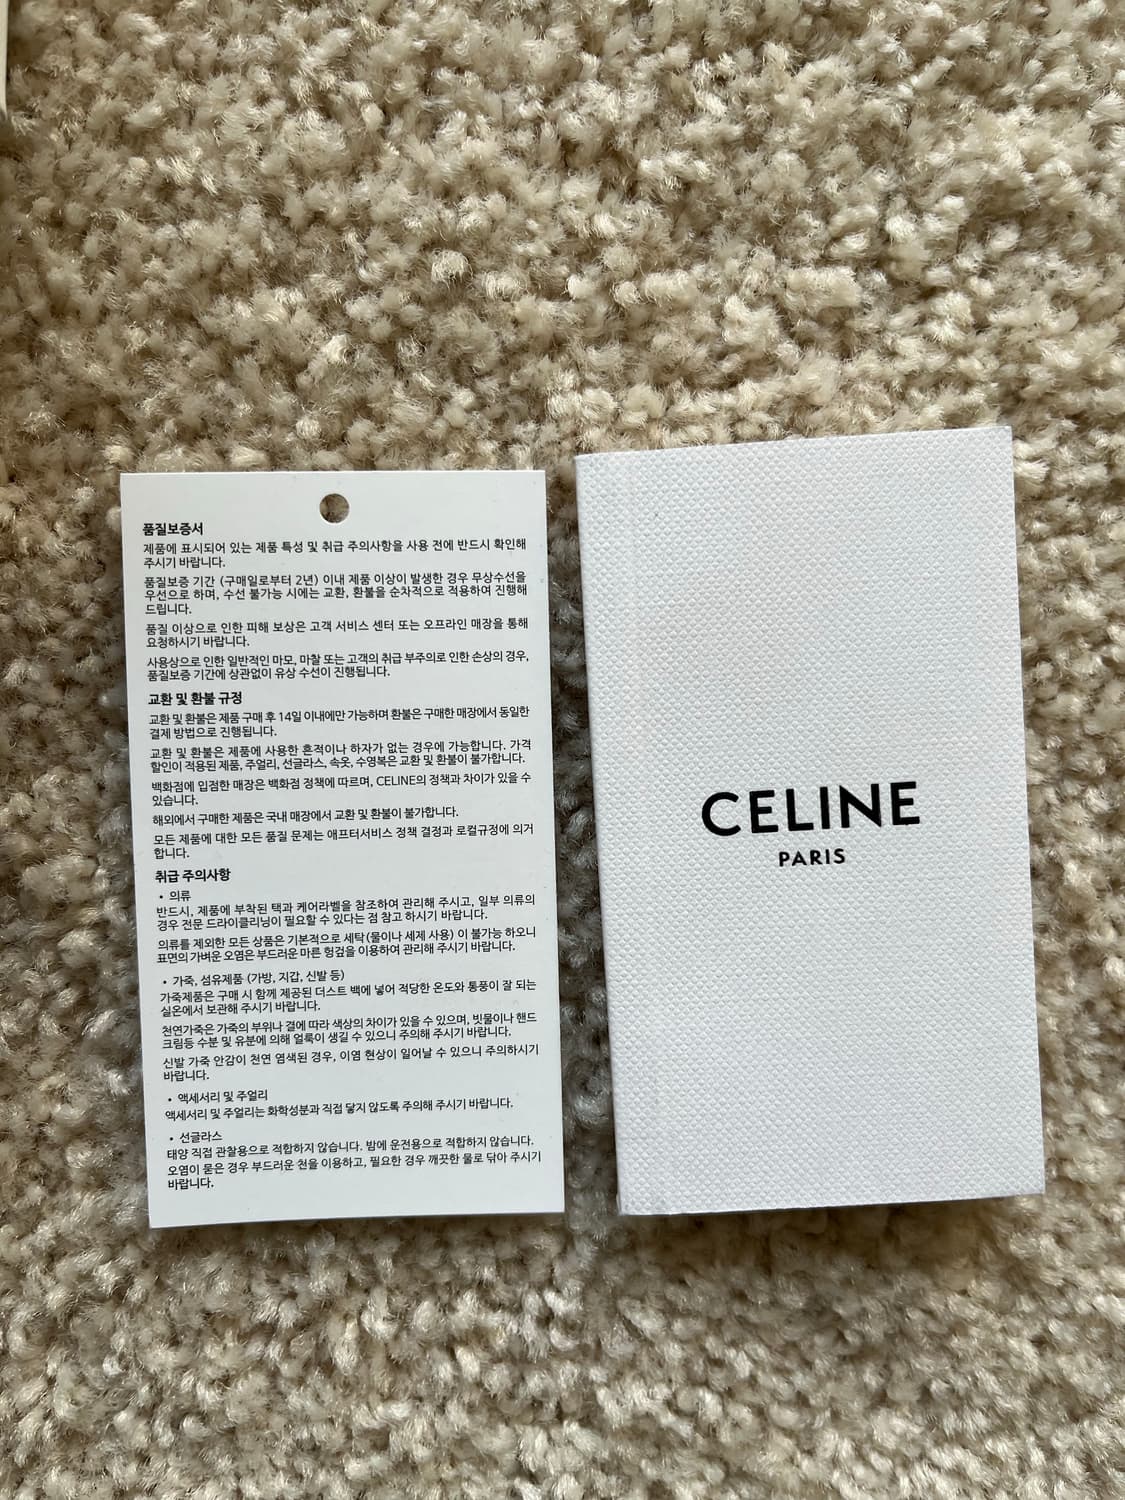 품질보증서
제품에 표시되어 있는 제품 특성 및 취급 주의사항을 사용 전에 반드시 확인해
주시기 바랍니다.
품질보증 기간 (구매일로부터 2년) 이내 제품 이상이 발생한 경우 무상수선을
우선으로 하며, 수선 불가능 시에는 교환, 환불을 순차적으로 적용하여 진행해
드립니다.
품질 이상으로 인한 피해 보상은 고객 서비스 센터 또는 오프라인 매장을 통해
요청하시기 바랍니다.
사용상으로 인한 일반적인 마모, 마찰 또는 고객의 취급 부주의로 인한 손상의 경우,
품질보증 기간에 상관없이 유상 수선이 진행됩니다.
교환 및 환불 규정
교환 및 환불은 제품 구매 후 14일 이내에만 가능하며 환불은 구매한 매장에서 동일한
결제 방법으로 진행됩니다.
교환 및 환불은 제품에 사용한 흔적이나 하자가 없는 경우에 가능합니다. 가격
할인이 적용된 제품, 주얼리, 선글라스, 속옷, 수영복은 교환 및 환불이 불가합니다.
백화점에 입점한 매장은 백화점 정책에 따르며, CELINE의 정책과 차이가 있을 수
있습니다.
해외에서 구매한 제품은 국내 매장에서 교환 및 환불이 불가합니다.
모든 제품에 대한 모든 품질 문제는 애프터서비스 정책 결정과 로컬규정에 의거
합니다.
취급 주의사항
• 의류
반드시, 제품에 부착된 택과 케어라벨을 참조하여 관리해 주시고, 일부 의류의
경우 전문 드라이클리닝이 필요할 수 있다는 점 참고 하시기 바랍니다.
의류를 제외한 모든 상품은 기본적으로 세탁(물이나 세제 사용) 이 불가능 하오니
표면의 가벼운 오염은 부드러운 마른 헝겊을 이용하여 관리해 주시기 바랍니다.
• 가죽, 섬유제품 (가방, 지갑, 신발 등)
가죽제품은 구매 시 함께 제공된 더스트 백에 넣어 적당한 온도와 통풍이 잘 되는
실온에서 보관해 주시기 바랍니다.
천연가죽은 가죽의 부위나 결에 따라 색상의 차이가 있을 수 있으며, 빗물이나 핸드
크림등 수분 및 유분에 의해 얼룩이 생길 수 있으니 주의해 주시기 바랍니다.
신발 가죽 안감이 천연 염색된 경우, 이염 현상이 일어날 수 있으니 주의하시기
바랍니다.
• 액세서리 및 주얼리
액세서리 및 주얼리는 화학성분과 직접 닿지 않도록 주의해 주시기 바랍니다.
• 선글라스
태양 직접 관찰용으로 적합하지 않습니다. 밤에 운전용으로 적합하지 않습니다.
오염이 묻은 경우 부드러운 천을 이용하고, 필요한 경우 깨끗한 물로 닦아 주시기
바랍니다.
CELINE
PARIS